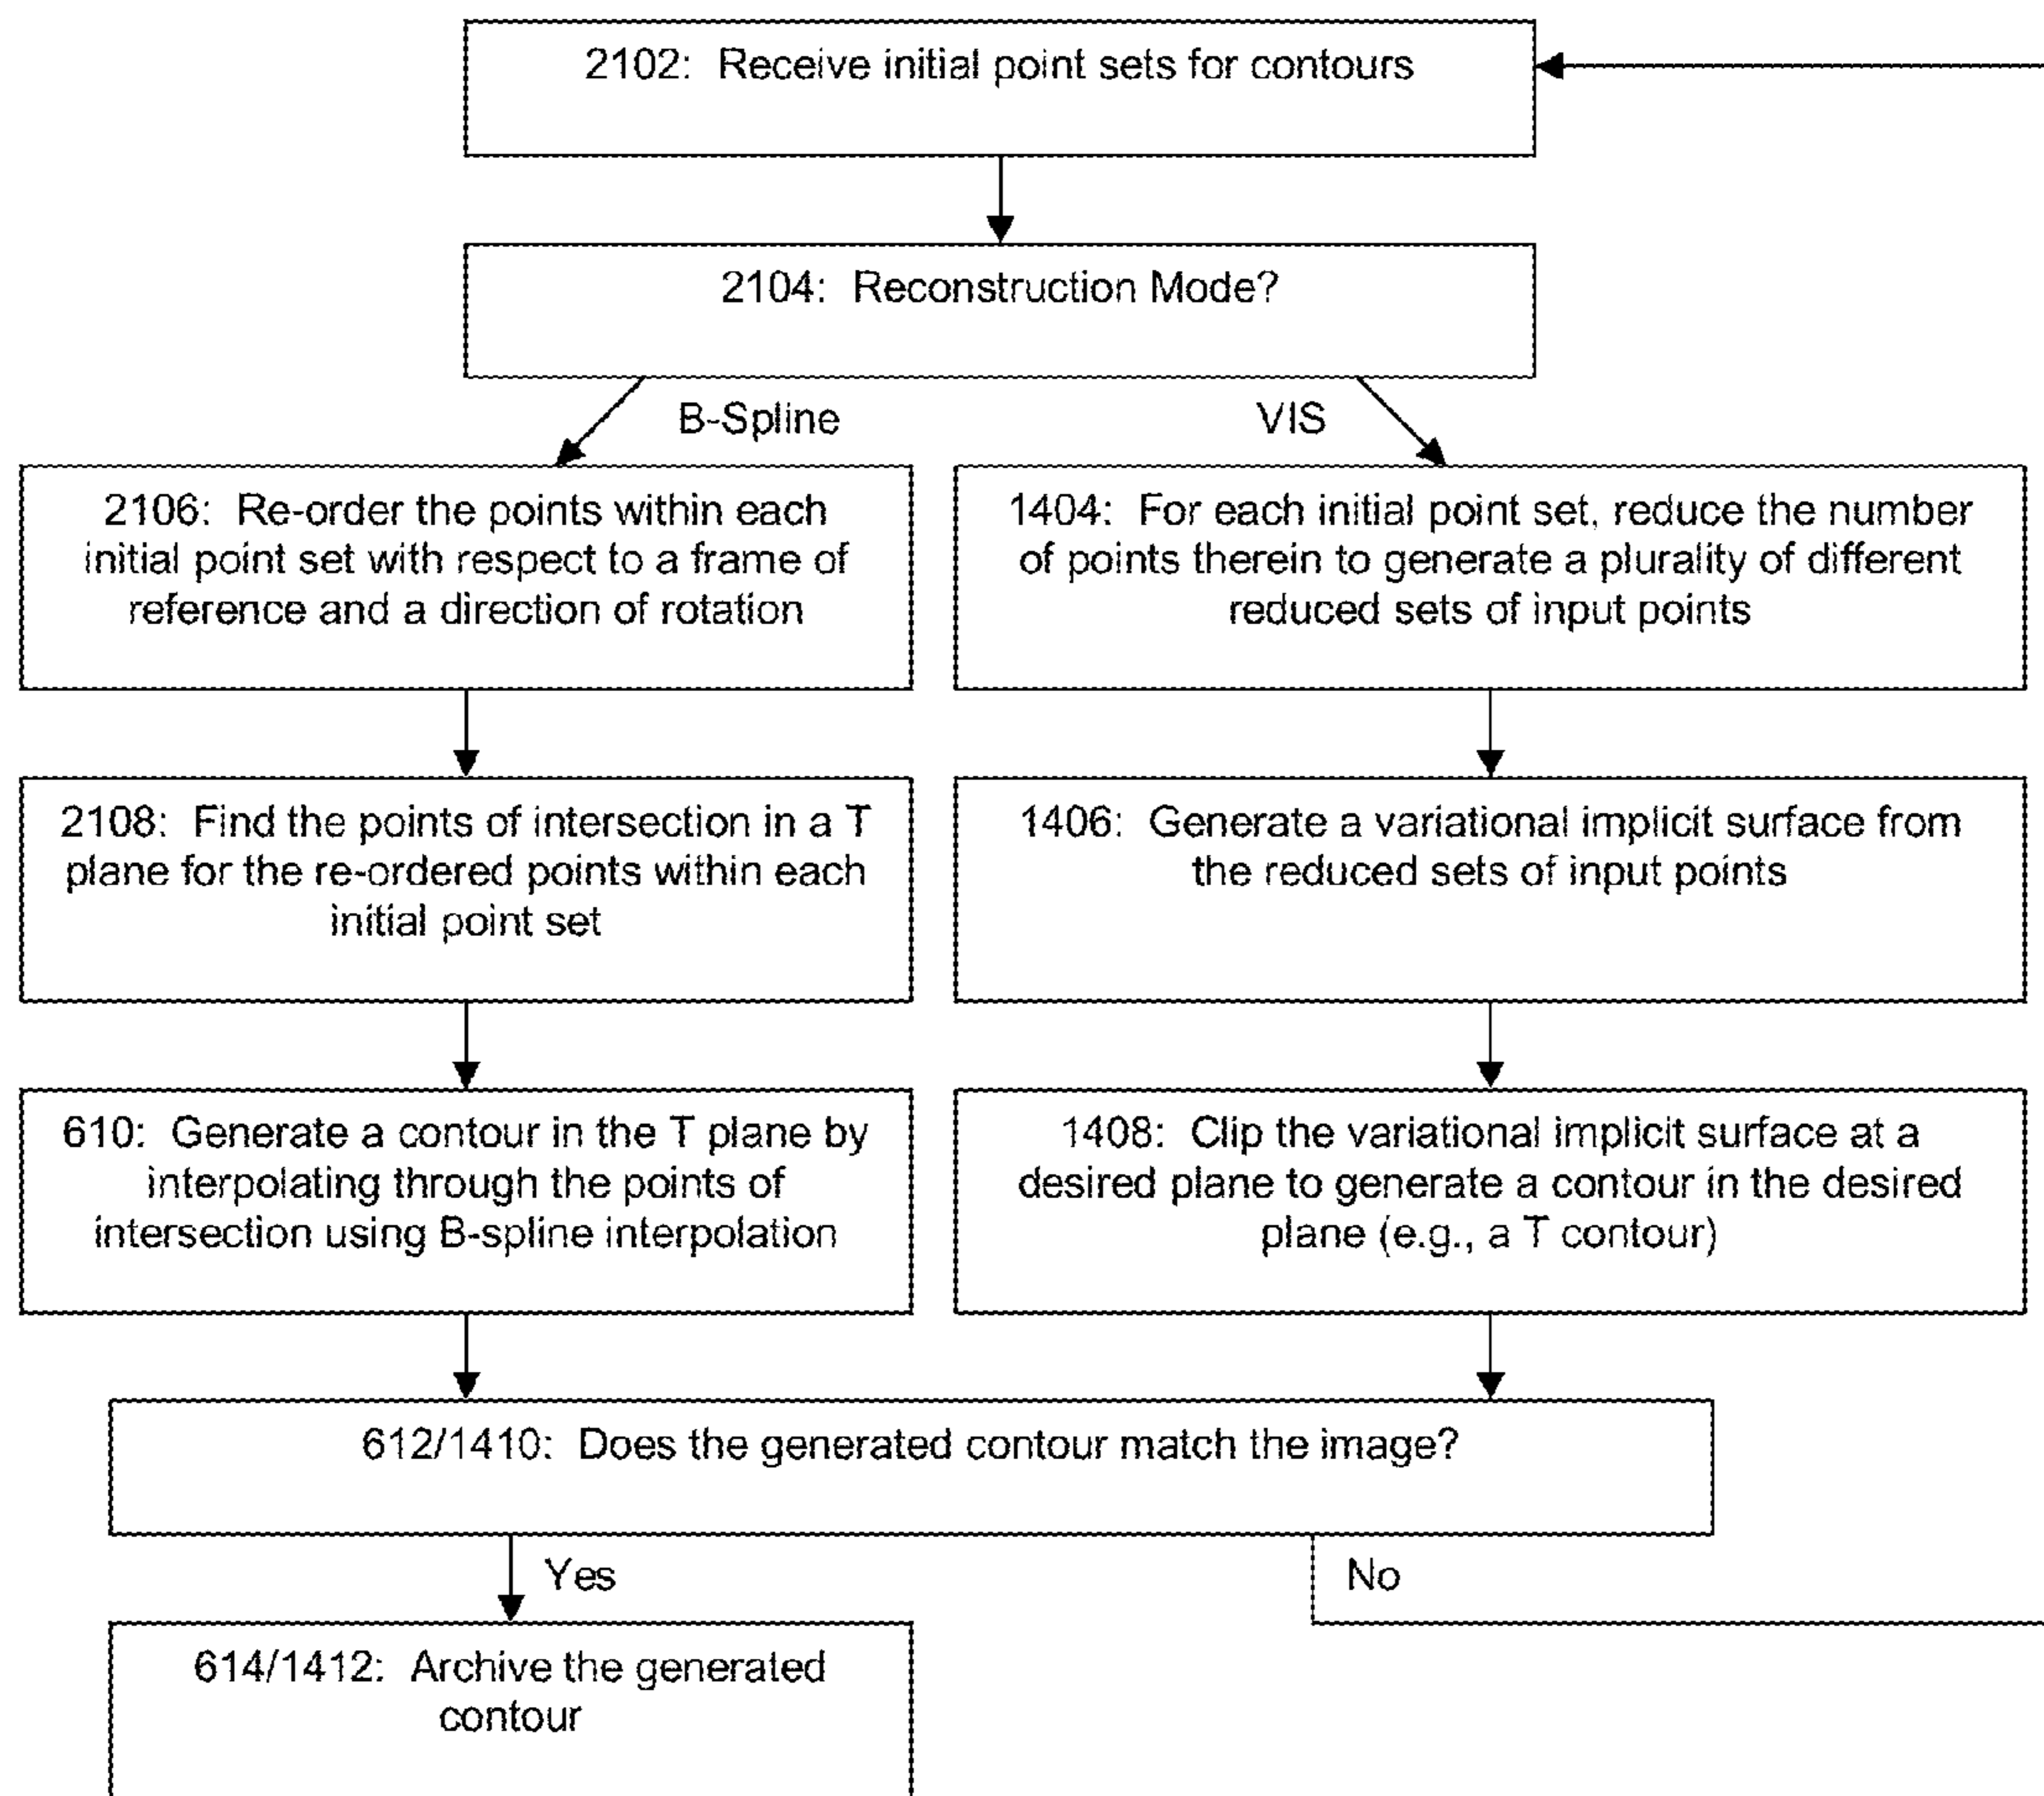 2102: Receive initial point sets for contours
2104: Reconstruction Mode?
B-Spline
VIS
2106: Re-order the points within each
initial point set with respect to a frame of
reference and a direction of rotation
1404: For each initial point set, reduce the number
of points therein to generate a plurality of different
reduced sets of input points
2108: Find the points of intersection in a T
plane for the re-ordered points within each
initial point set
1406: Generate a variational implicit surface from
the reduced sets of input points
610: Generate a contour in the T plane by
interpolating through the points of
intersection using B-spline interpolation
1408: Clip the variational implicit surface at a
desired plane to generate a contour in the desired
plane (e.g., a T contour)
612/1410: Does the generated contour match the image?
Yes
No
614/1412: Archive the generated
contour